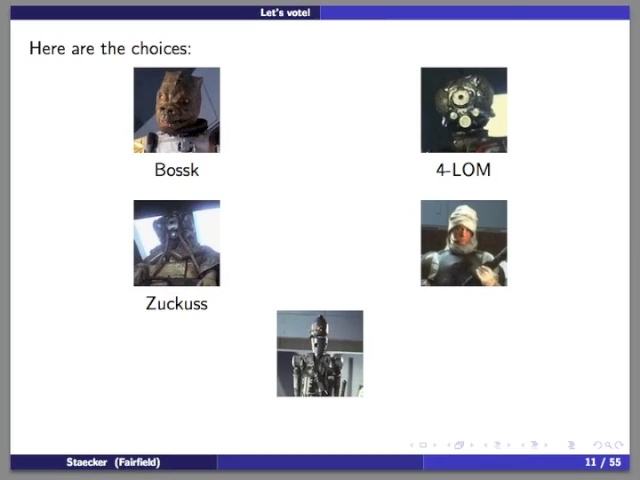 Let's vote!
Here are the choices:
Bossk
4-LOM
Zuckuss
Staecker (Fairfield)
11 / 55